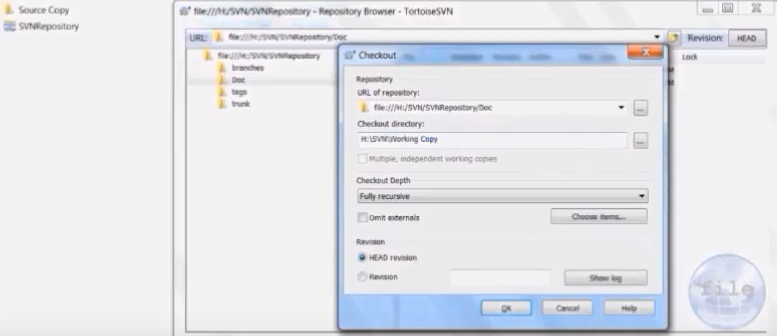 Source Copy
SVNRepository
file:///H:/SVN/SVNRepository - Repository Browser - TortoiseSVN
URL: file:///H:/SVN/SVNRepository/Doc
Revision: HEAD
file:///H:/SVN/SVNRepository
branches
Doc
tags
trunk
Lock
Checkout
Repository
URL of repository:
file:///H:/SVN/SVNRepository/Doc
...
Checkout directory:
H:\SVN\Working Copy
...
Multiple, independent working copies
Checkout Depth
Fully recursive
Omit externals
Choose items...
Revision
HEAD revision
Revision
Show log
OK
Cancel
Help
file